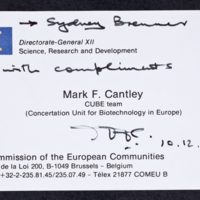 → Sydney Brenner
Directorate-General XII
Science, Research and Development
with compliments
Mark F. Cantley
CUBE team
(Concertation Unit for Biotechnology in Europe)
10.12.
mmission of the European Communities
de la Loi 200, B-1049 Brussels - Belgium
+32-2-235.81.45/235.07.49 - Télex 21877 COMEU B